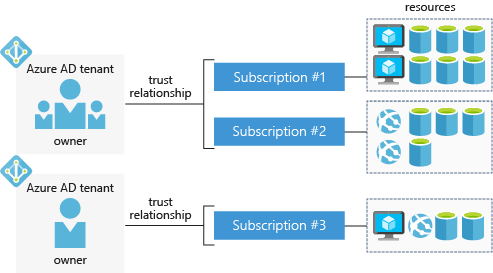 resources
Azure AD tenant
owner
trust
relationship
Subscription #1
Subscription #2
Azure AD tenant
owner
trust
relationship
Subscription #3